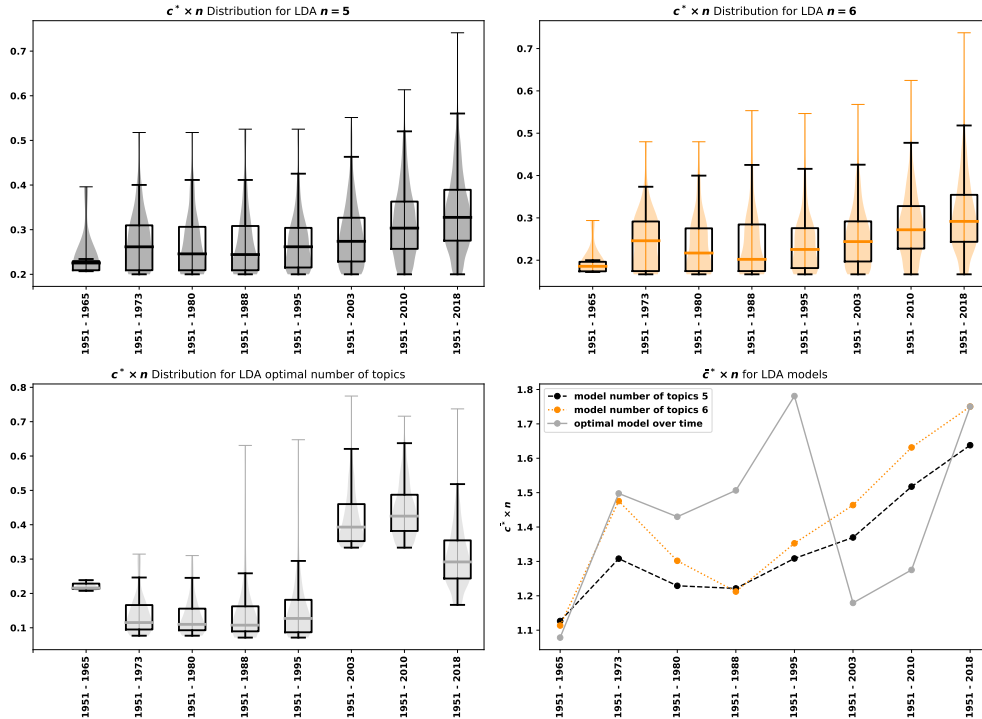 c* × n Distribution for LDA n = 5
0.7
0.6
0.5
0.4
0.3
0.2
1951 - 1965
1951 - 1973
1951 - 1980
1951 - 1988
1951 - 1995
1951 - 2003
1951 - 2010
1951 - 2018
c* × n Distribution for LDA n = 6
0.7
0.6
0.5
0.4
0.3
0.2
1951 - 1965
1951 - 1973
1951 - 1980
1951 - 1988
1951 - 1995
1951 - 2003
1951 - 2010
1951 - 2018
c* × n Distribution for LDA optimal number of topics
0.8
0.7
0.6
0.5
0.4
0.3
0.2
0.1
1951 - 1965
1951 - 1973
1951 - 1980
1951 - 1988
1951 - 1995
1951 - 2003
1951 - 2010
1951 - 2018
c̄* × n for LDA models
model number of topics 5
model number of topics 6
optimal model over time
c̄* × n
1.8
1.7
1.6
1.5
1.4
1.3
1.2
1.1
1951 - 1965
1951 - 1973
1951 - 1980
1951 - 1988
1951 - 1995
1951 - 2003
1951 - 2010
1951 - 2018